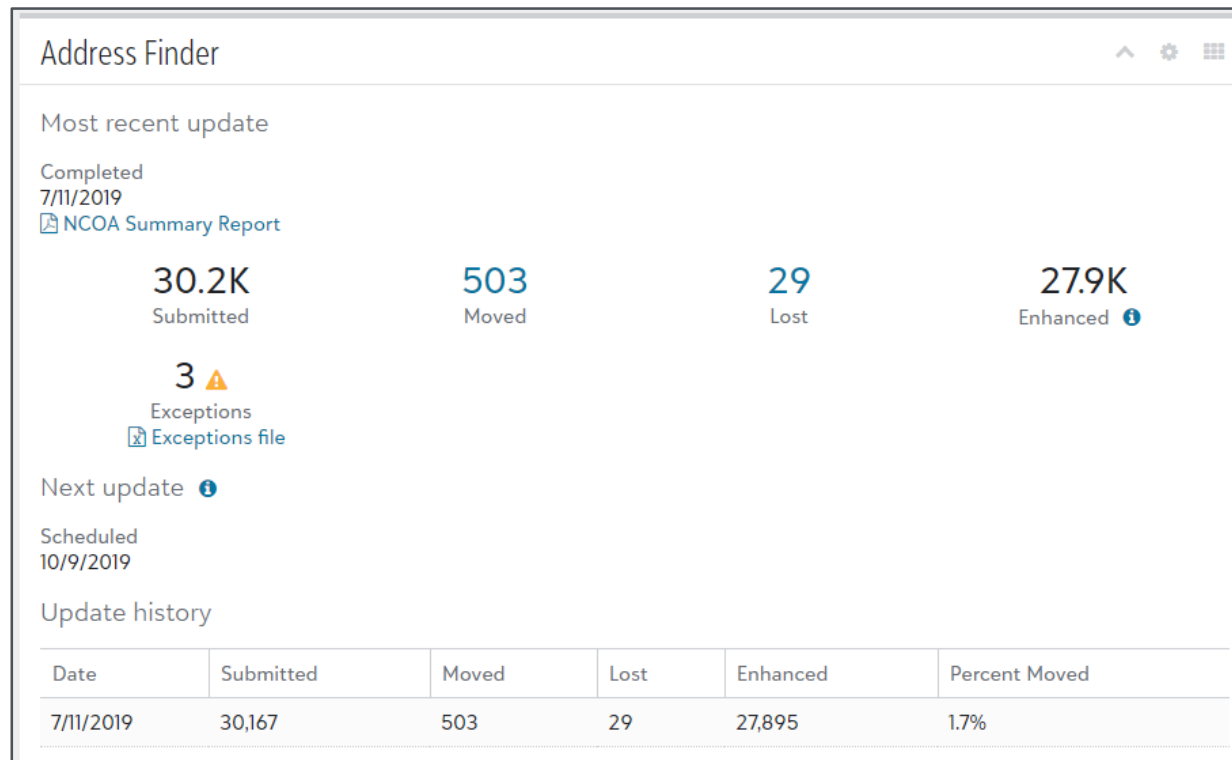 Address Finder
Most recent update
Completed
7/11/2019
NCOA Summary Report
30.2K 503 29 27.9K
Submitted Moved Lost Enhanced
3
Exceptions
Exceptions file
Next update
Scheduled
10/9/2019
Update history
Date Submitted Moved Lost Enhanced Percent Moved
7/11/2019 30,167 503 29 27,895 1.7%